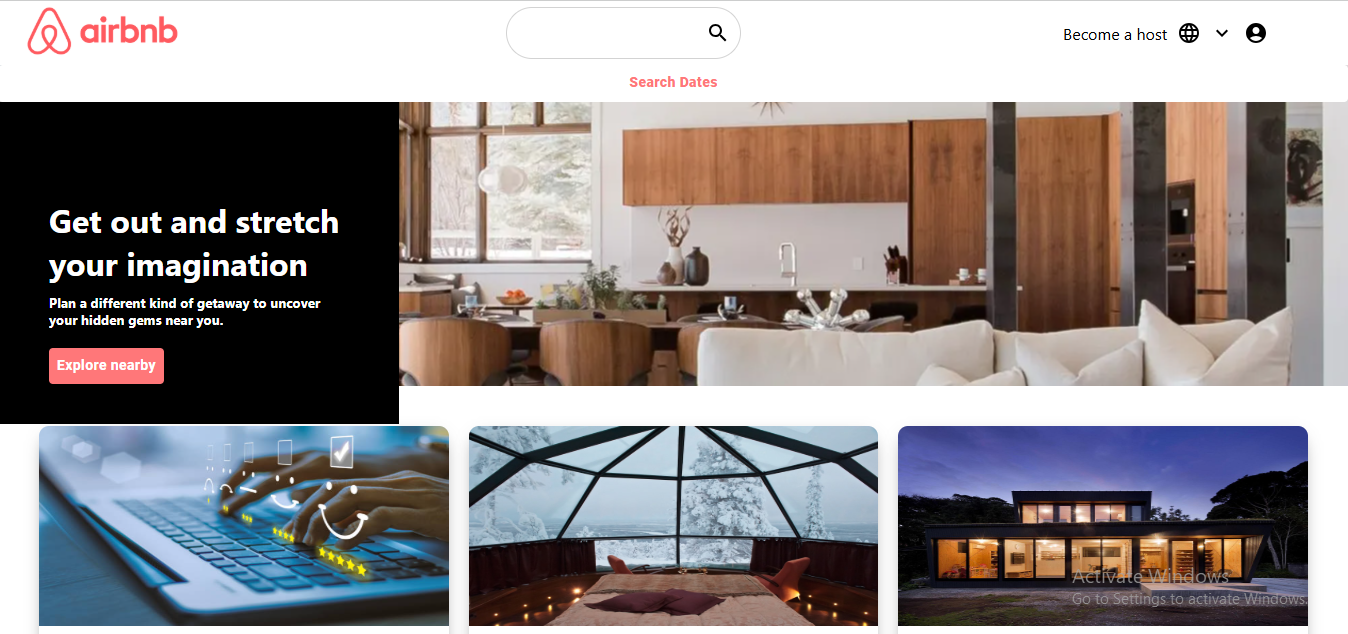 airbnb
Become a host
Search Dates
Get out and stretch
your imagination
Plan a different kind of getaway to uncover
your hidden gems near you.
Explore nearby
Activate Windows
Go to Settings to activate Windows.